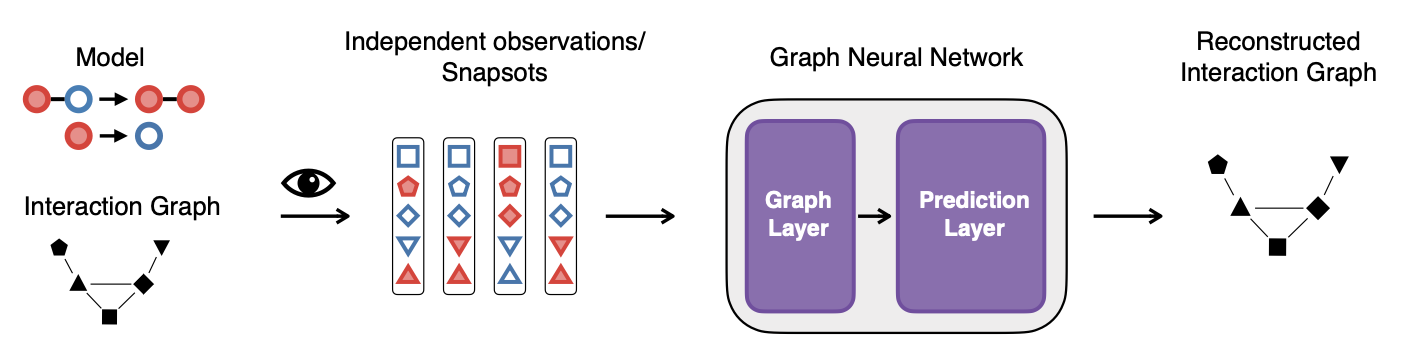 Model
Interaction Graph
Independent observations/
Snapsots
Graph Neural Network
Graph
Layer
Prediction
Layer
Reconstructed
Interaction Graph